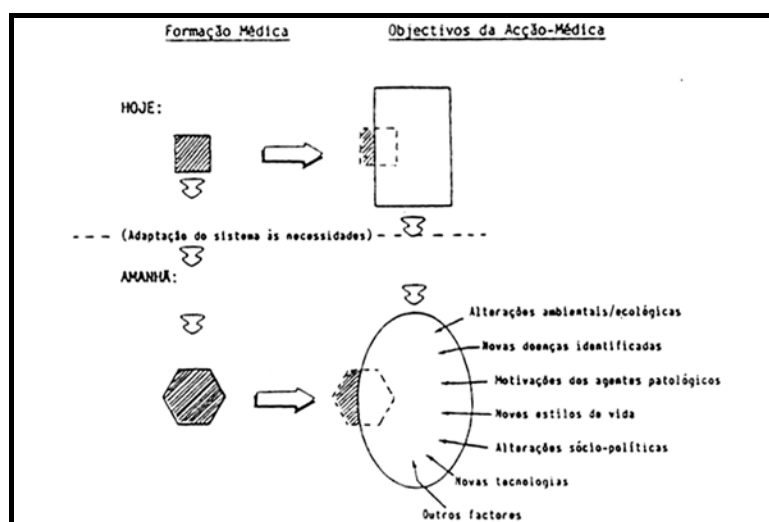 Formação Médica
Objectivos da Acção-Médica
HOJE:
(Adaptação do sistema às necessidades)
AMANHÃ:
Alterações ambientais/ecológicas
Novas doenças identificadas
Motivações dos agentes patológicos
Novos estilos de vida
Alterações sócio-políticas
Novas tecnologias
Outros factores